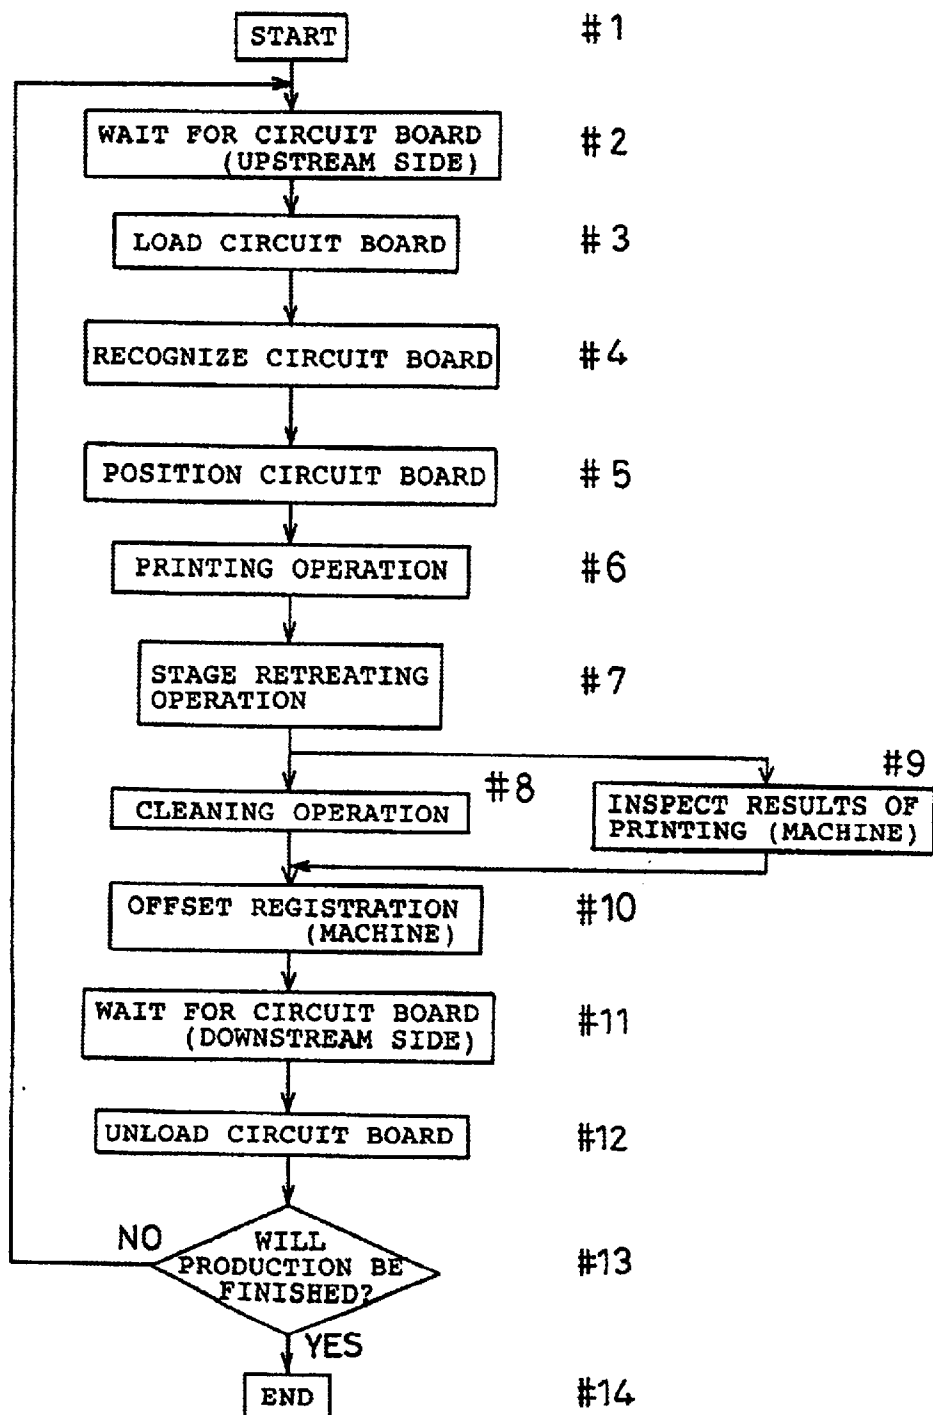 START
#1
WAIT FOR CIRCUIT BOARD
(UPSTREAM SIDE)
#2
LOAD CIRCUIT BOARD
#3
RECOGNIZE CIRCUIT BOARD
#4
POSITION CIRCUIT BOARD
#5
PRINTING OPERATION
#6
STAGE RETREATING
OPERATION
#7
CLEANING OPERATION
#8
#9
INSPECT RESULTS OF
PRINTING (MACHINE)
OFFSET REGISTRATION
(MACHINE)
#10
WAIT FOR CIRCUIT BOARD
(DOWNSTREAM SIDE)
#11
UNLOAD CIRCUIT BOARD
#12
NO
WILL
PRODUCTION BE
FINISHED?
#13
YES
END
#14